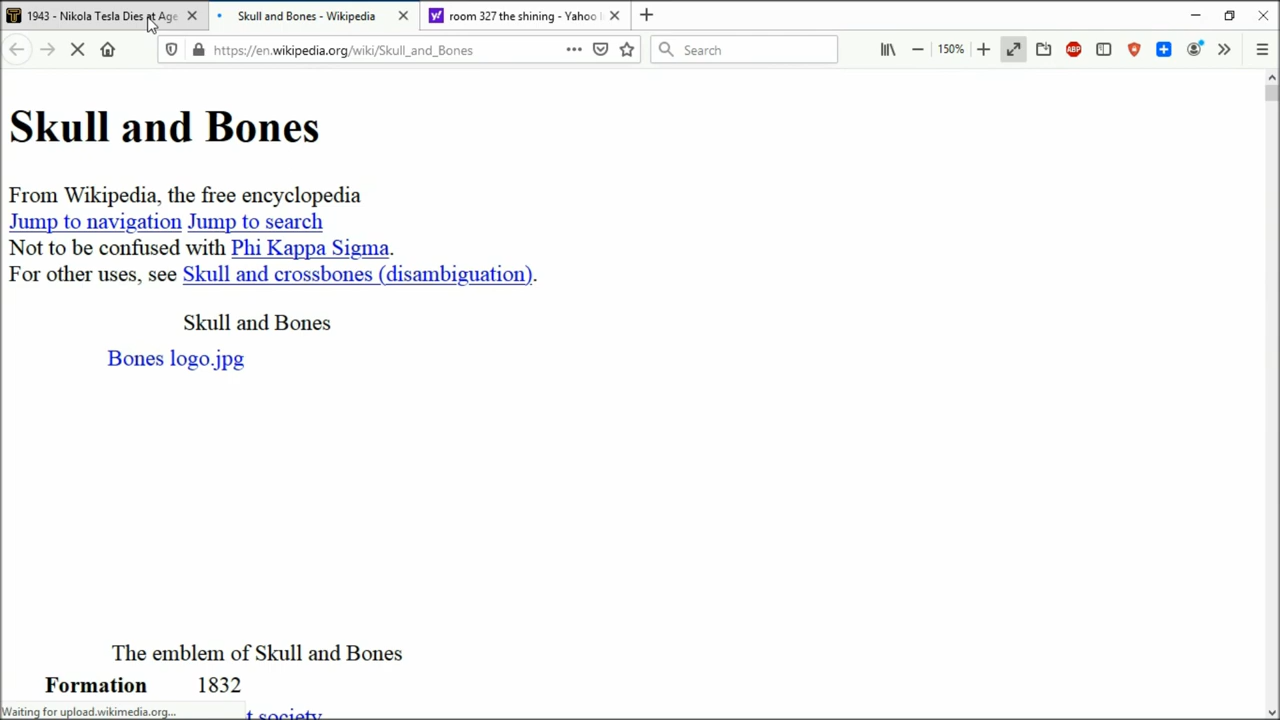 1943 - Nikola Tesla Dies at Age
Skull and Bones - Wikipedia
room 327 the shining - Yahoo
https://en.wikipedia.org/wiki/Skull_and_Bones
Search
150%
ABP
Skull and Bones
From Wikipedia, the free encyclopedia
Jump to navigation Jump to search
Not to be confused with Phi Kappa Sigma.
For other uses, see Skull and crossbones (disambiguation).
Skull and Bones
Bones logo.jpg
The emblem of Skull and Bones
Formation 1832
Waiting for upload.wikimedia.org...
t society